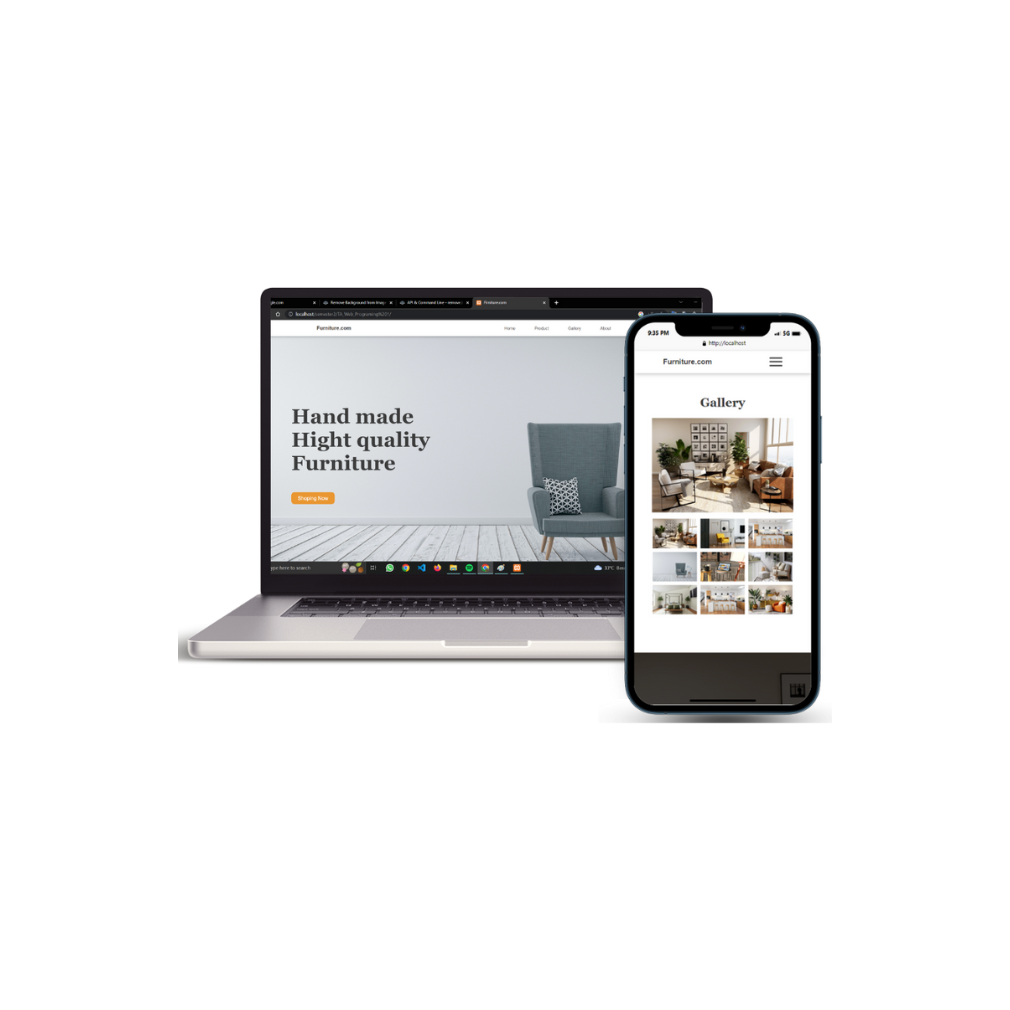 Remove Background from Imag
API & Command Line - remove.
Furniture.com
localhost
Furniture.com
Home
Product
Gallery
About
Hand made
Hight quality
Furniture
Shoping Now
ype here to search
9:35 PM
5G
http://localhost
Furniture.com
Gallery